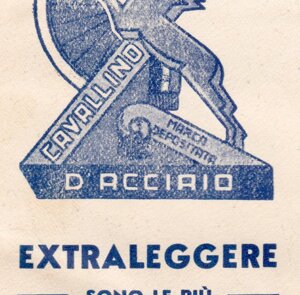 CAVALLINO
MARCA
DEPOSITATA
D'ACCIAIO
EXTRALEGGERE
SONO LE PIÙ